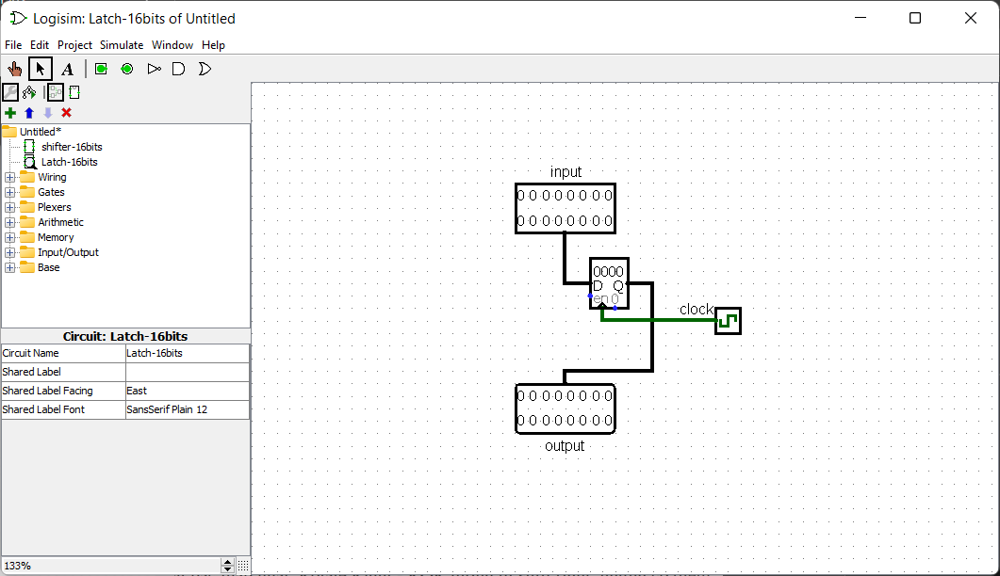 Logisim: Latch-16bits of Untitled
File Edit Project Simulate Window Help
A
Untitled*
shifter-16bits
Latch-16bits
Wiring
Gates
Plexers
Arithmetic
Memory
Input/Output
Base
Circuit: Latch-16bits
Circuit Name Latch-16bits
Shared Label
Shared Label Facing East
Shared Label Font SansSerif Plain 12
133%
input
0 0 0 0 0 0 0 0
0 0 0 0 0 0 0 0
0000
D Q
en 0
clock
0 0 0 0 0 0 0 0
0 0 0 0 0 0 0 0
output